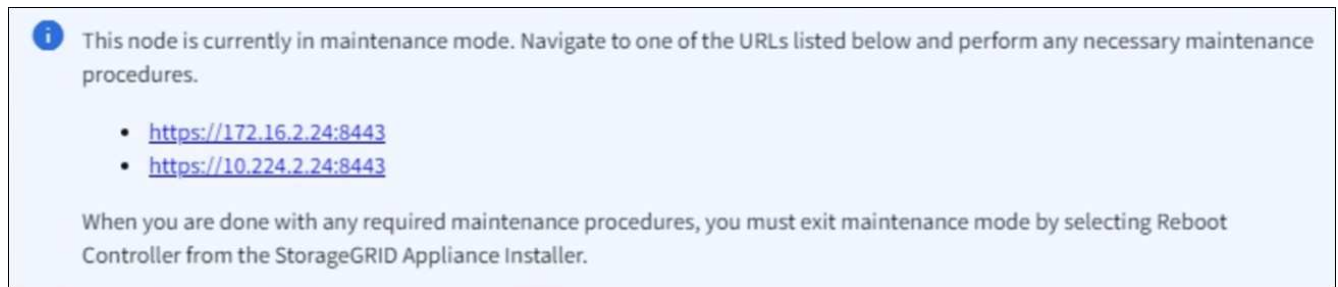 This node is currently in maintenance mode. Navigate to one of the URLs listed below and perform any necessary maintenance
procedures.
• https://172.16.2.24:8443
• https://10.224.2.24:8443
When you are done with any required maintenance procedures, you must exit maintenance mode by selecting Reboot
Controller from the StorageGRID Appliance Installer.